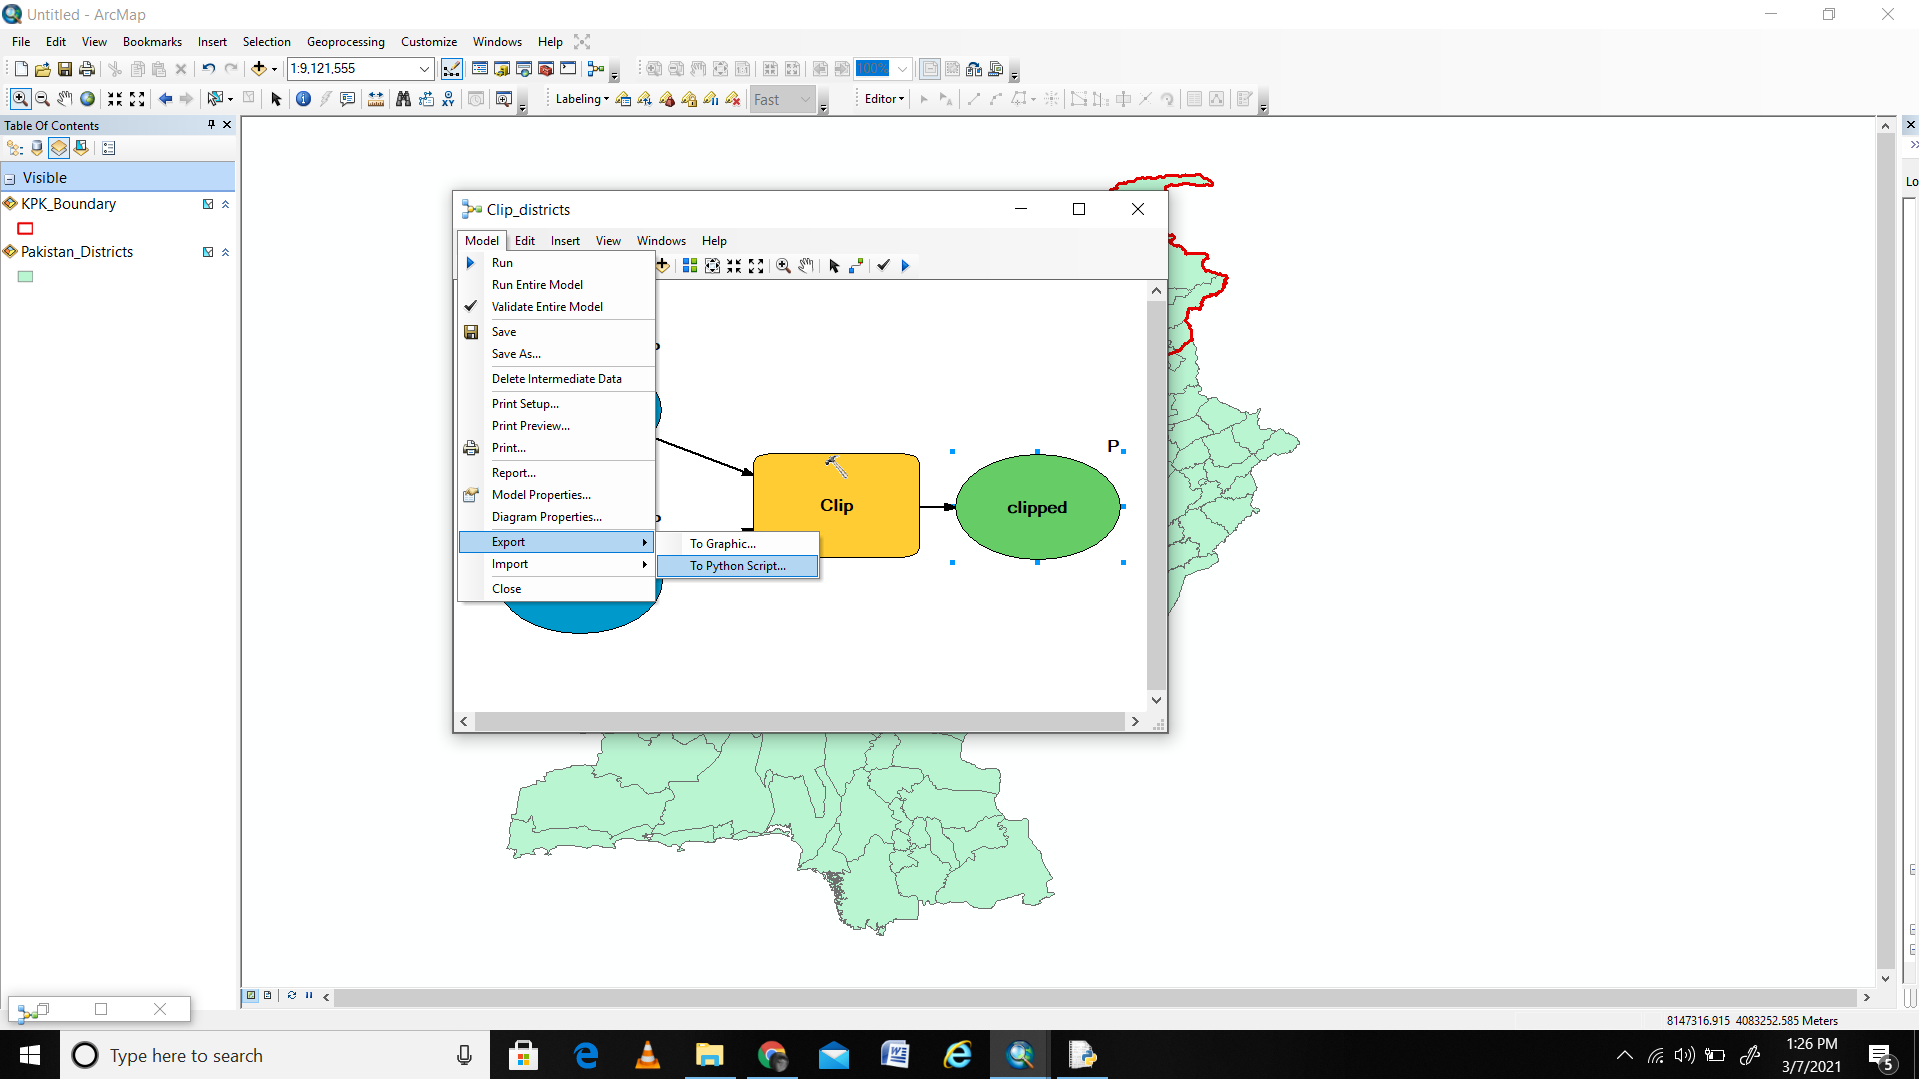 Untitled - ArcMap
File Edit View Bookmarks Insert Selection Geoprocessing Customize Windows Help
1:9,121,555
100%
Labeling
Fast
Editor
Table Of Contents
Visible
KPK_Boundary
Pakistan_Districts
Lo
Clip_districts
Model Edit Insert View Windows Help
Run
Run Entire Model
Validate Entire Model
Save
Save As...
Delete Intermediate Data
Print Setup...
Print Preview...
Print...
Report...
Model Properties...
Diagram Properties...
Export
Import
Close
To Graphic...
To Python Script...
P
Clip
clipped
8147316.915 4083252.585 Meters
Type here to search
1:26 PM
3/7/2021
5